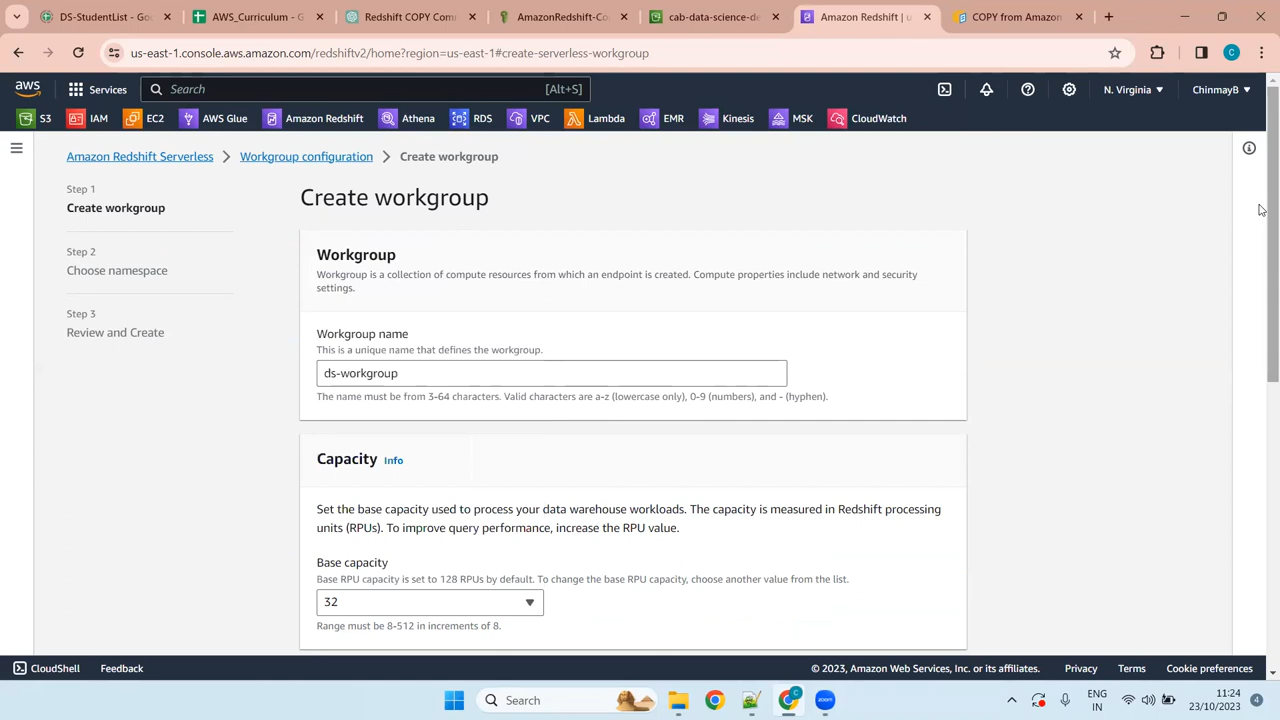 DS-StudentList - Go
AWS_Curriculum - G
Redshift COPY Com
AmazonRedshift-Co
cab-data-science-de
Amazon Redshift | u
COPY from Amazon
us-east-1.console.aws.amazon.com/redshiftv2/home?region=us-east-1#create-serverless-workgroup
C
aws
Services
Search
[Alt+S]
N. Virginia
ChinmayB
S3
IAM
EC2
AWS Glue
Amazon Redshift
Athena
RDS
VPC
Lambda
EMR
Kinesis
MSK
CloudWatch
Amazon Redshift Serverless
Workgroup configuration
Create workgroup
Step 1
Create workgroup
Step 2
Choose namespace
Step 3
Review and Create
Create workgroup
Workgroup
Workgroup is a collection of compute resources from which an endpoint is created. Compute properties include network and security
settings.
Workgroup name
This is a unique name that defines the workgroup.
ds-workgroup
The name must be from 3-64 characters. Valid characters are a-z (lowercase only), 0-9 (numbers), and - (hyphen).
Capacity Info
Set the base capacity used to process your data warehouse workloads. The capacity is measured in Redshift processing
units (RPUs). To improve query performance, increase the RPU value.
Base capacity
Base RPU capacity is set to 128 RPUs by default. To change the base RPU capacity, choose another value from the list.
32
Range must be 8-512 in increments of 8.
CloudShell
Feedback
© 2023, Amazon Web Services, Inc. or its affiliates.
Privacy
Terms
Cookie preferences
Search
C
zoom
ENG
IN
11:24
23/10/2023
4